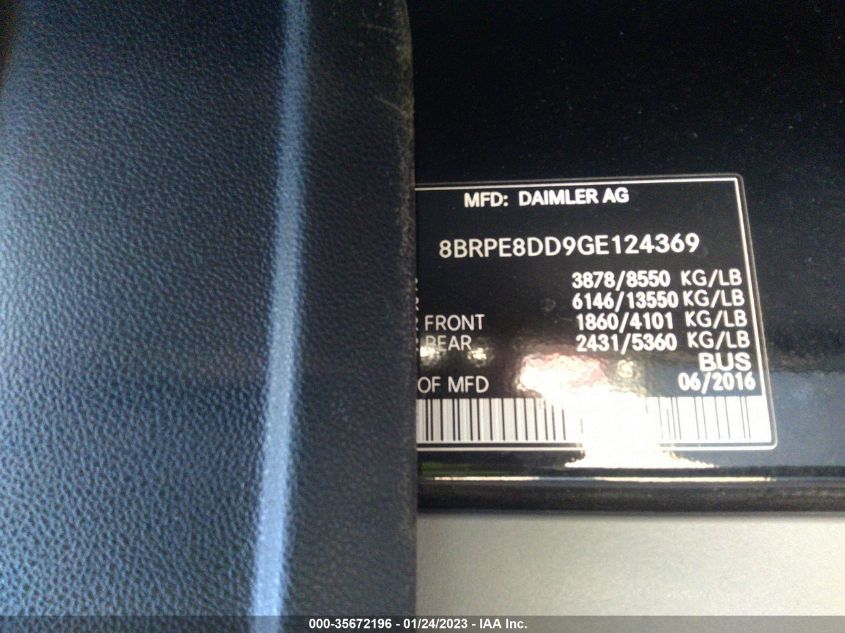 MFD: DAIMLER AG
8BRPE8DD9GE124369
3878/8550 KG/LB
6146/13550 KG/LB
FRONT 1860/4101 KG/LB
REAR 2431/5360 KG/LB
BUS
OF MFD 06/2016
000-35672196 - 01/24/2023 - IAA Inc.